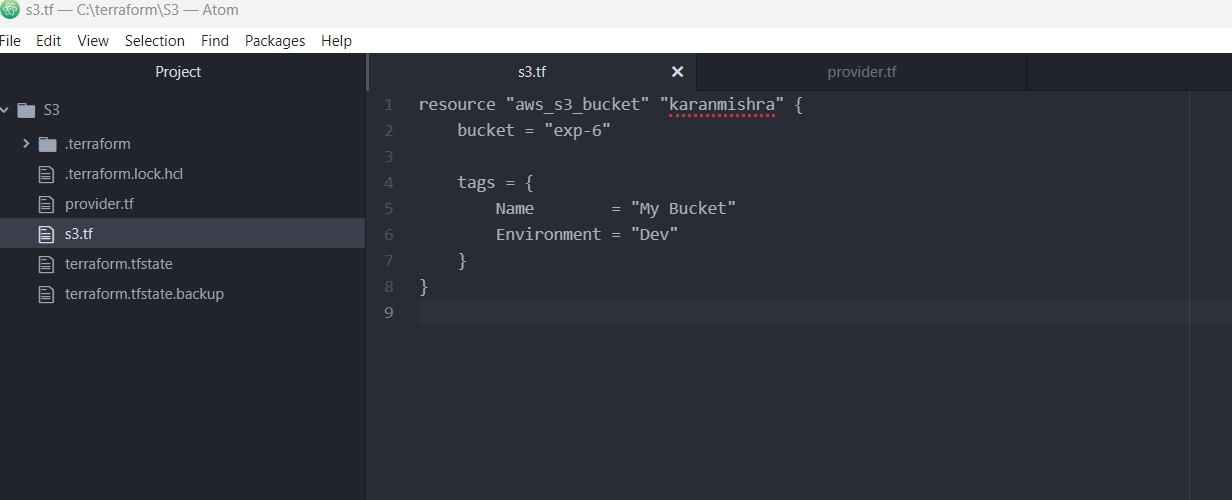 s3.tf — C:\terraform\S3 — Atom
File Edit View Selection Find Packages Help
Project
S3
.terraform
.terraform.lock.hcl
provider.tf
s3.tf
terraform.tfstate
terraform.tfstate.backup
s3.tf provider.tf
1 resource "aws_s3_bucket" "karanmishra" {
2     bucket = "exp-6"
3
4     tags = {
5         Name        = "My Bucket"
6         Environment = "Dev"
7     }
8 }
9